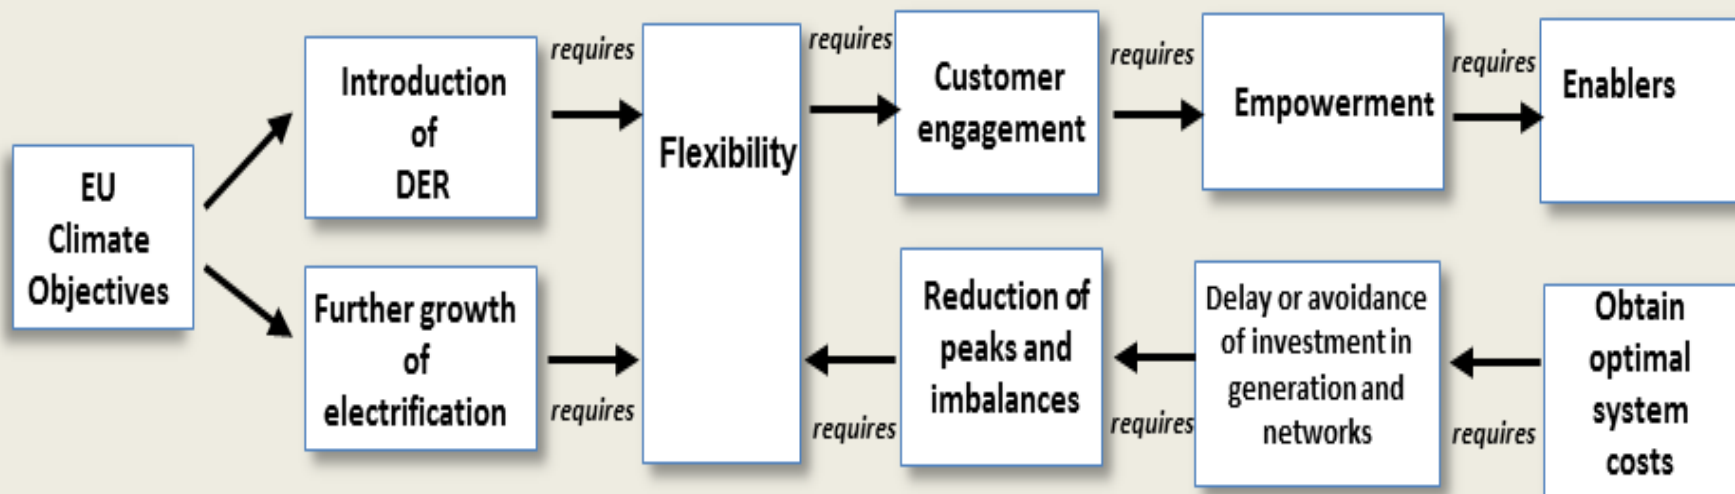 EU
Climate
Objectives
Introduction
of
DER
requires
Further growth
of
electrification
requires
Flexibility
requires
Customer
engagement
requires
Empowerment
requires
Enablers
requires
Reduction of
peaks and
imbalances
requires
Delay or avoidance
of investment in
generation and
networks
requires
Obtain
optimal
system
costs